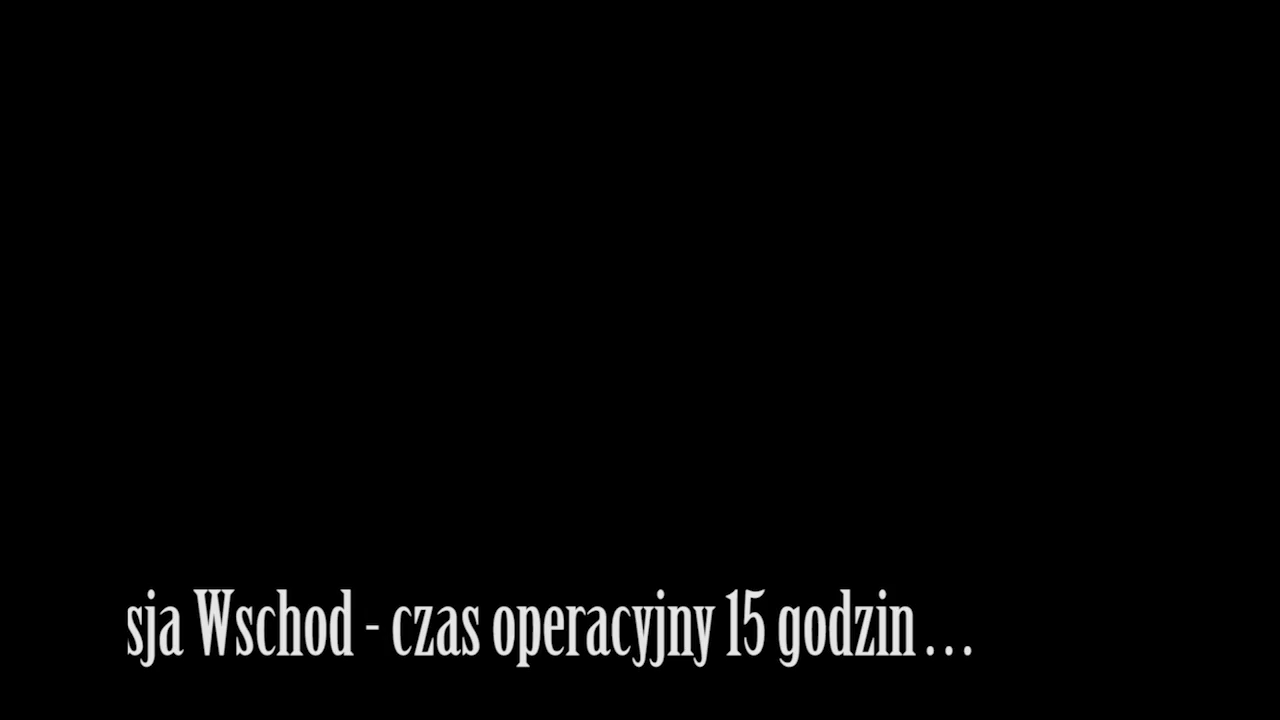 sja Wschod - czas operacyjny 15 godzin . . .